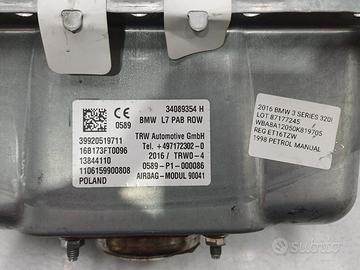 CE
0589
34089354 H
BMW L7 PAB ROW
39920519711
16B173FT0096
13844110
1106159900808
POLAND
TRW Automotive GmbH
Tel. +497172302-0
2016 / TRW0-4
0589-P1-000086
AIRBAG-MODUL 90041
2016 BMW 3 SERIES 320I
LOT 87177245
WBA8A12050K819705
REG ET16TZW
1998 PETROL MANUAL
Subito